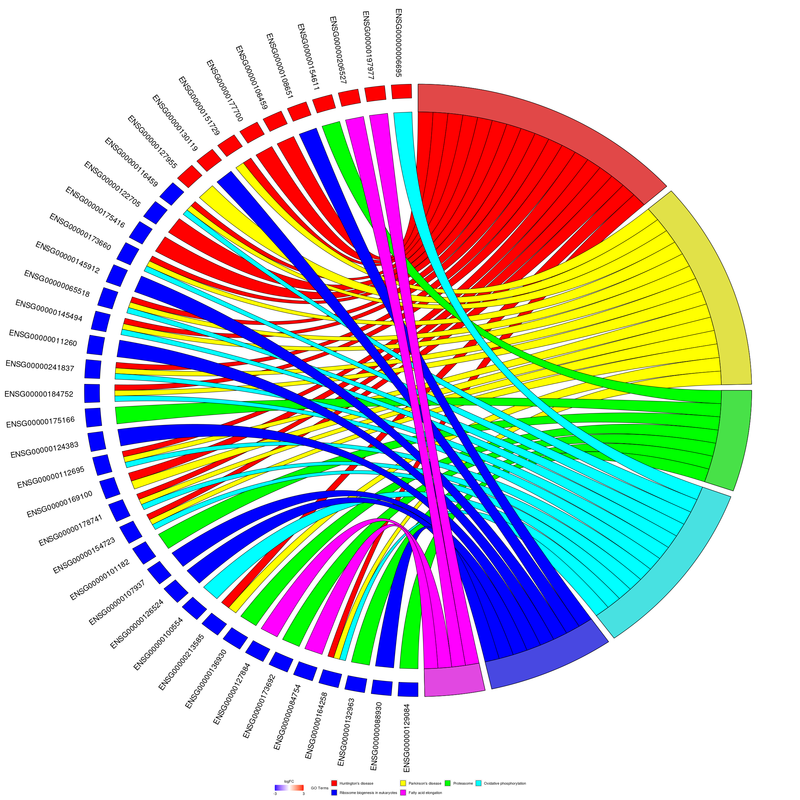 ENSG00000006695
ENSG00000197977
ENSG00000206527
ENSG00000154611
ENSG00000108651
ENSG00000106459
ENSG00000177700
ENSG00000151729
ENSG00000130119
ENSG00000127955
ENSG00000116459
ENSG00000122705
ENSG00000175416
ENSG00000173660
ENSG00000145912
ENSG00000065518
ENSG00000145494
ENSG00000011260
ENSG00000241837
ENSG00000184752
ENSG00000175166
ENSG00000124383
ENSG00000112695
ENSG00000169100
ENSG00000178741
ENSG00000154723
ENSG00000101182
ENSG00000107937
ENSG00000126524
ENSG00000100554
ENSG00000213585
ENSG00000136930
ENSG00000127884
ENSG00000173692
ENSG00000084754
ENSG00000164258
ENSG00000132963
ENSG00000088930
ENSG00000129084
logFC
GO Terms
Huntington's disease
Parkinson's disease
Proteasome
Oxidative phosphorylation
Ribosome biogenesis in eukaryotes
Fatty acid elongation